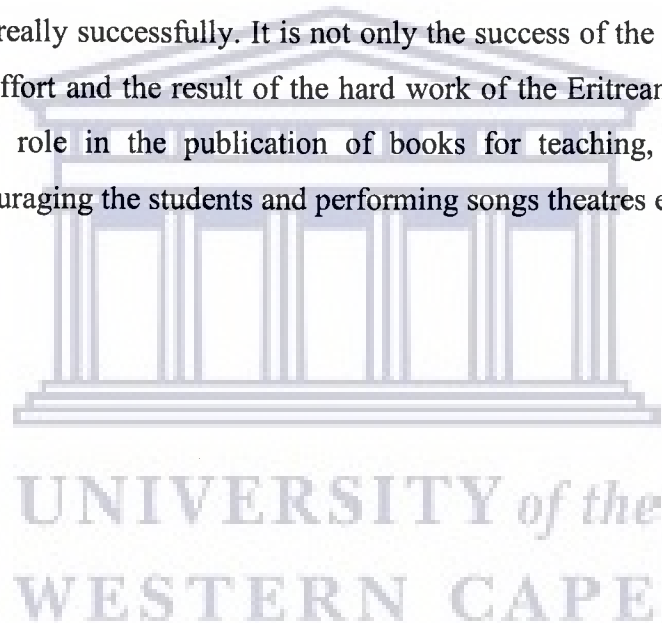 really successfully. It is not only the success of the
ffort and the result of the hard work of the Eritrean
role in the publication of books for teaching,
uraging the students and performing songs theatres e
UNIVERSITY of the
WESTERN CAPE